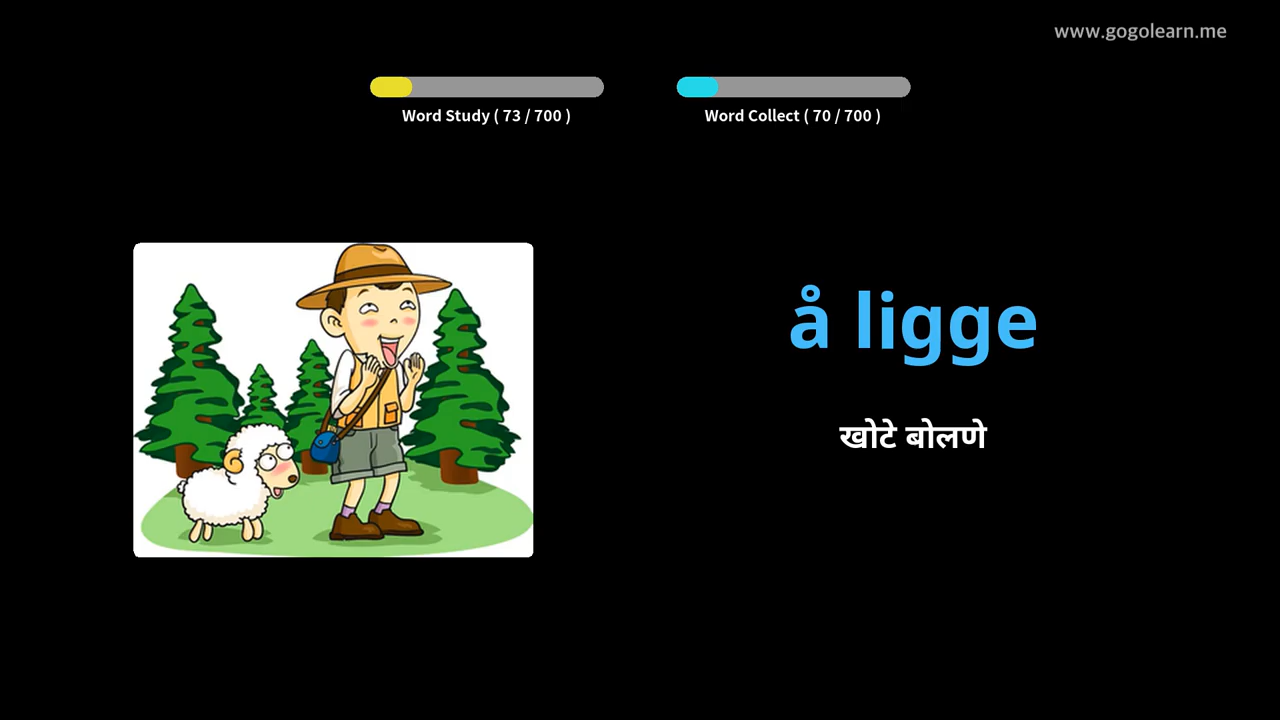 www.gogolearn.me
Word Study ( 73 / 700 )
Word Collect ( 70 / 700 )
å ligge
खोटे बोलणे